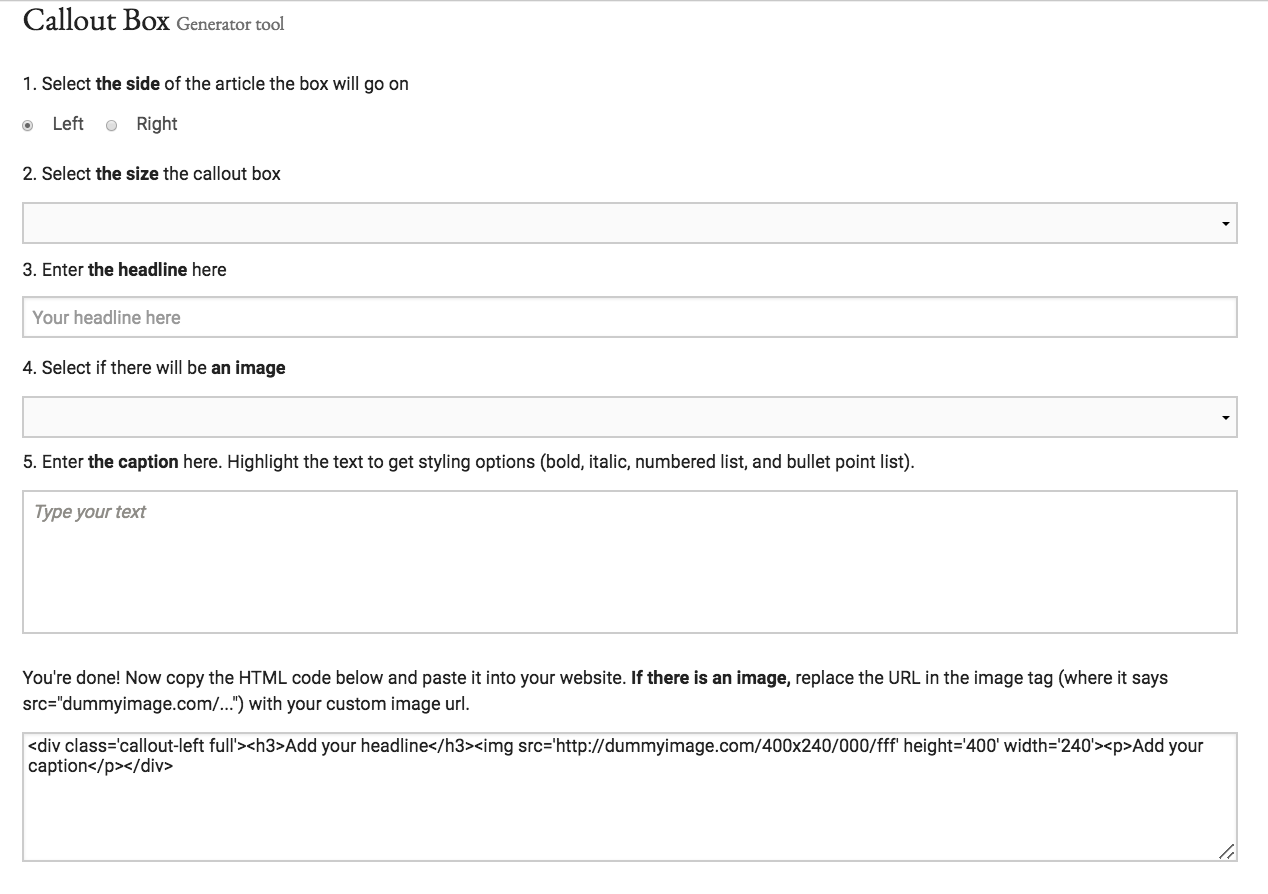 Callout Box Generator tool
1. Select the side of the article the box will go on
Left Right
2. Select the size the callout box
3. Enter the headline here
Your headline here
4. Select if there will be an image
5. Enter the caption here. Highlight the text to get styling options (bold, italic, numbered list, and bullet point list).
Type your text
You're done! Now copy the HTML code below and paste it into your website. If there is an image, replace the URL in the image tag (where it says
src="dummyimage.com/...") with your custom image url.
<div class='callout-left full'><h3>Add your headline</h3><img src='http://dummyimage.com/400x240/000/fff' height='400' width='240'><p>Add your
caption</p></div>